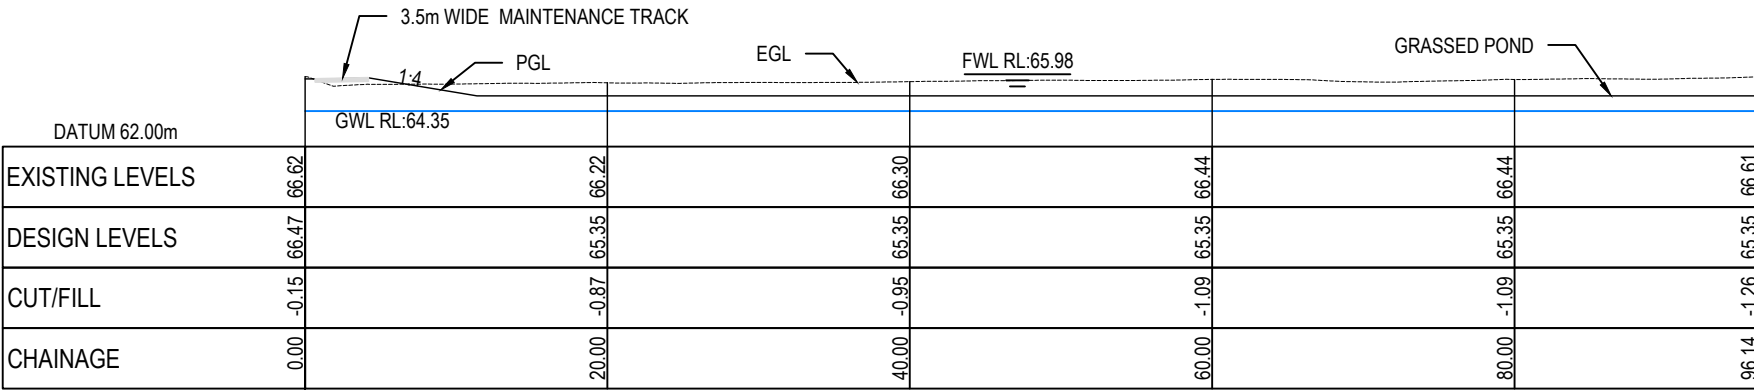 3.5m WIDE MAINTENANCE TRACK
1:4
PGL
EGL
FWL RL:65.98
GRASSED POND
GWL RL:64.35
DATUM 62.00m
EXISTING LEVELS 66.62 66.22 66.30 66.44 66.44 66.61
DESIGN LEVELS 66.47 65.35 65.35 65.35 65.35 65.35
CUT/FILL -0.15 -0.87 -0.95 -1.09 -1.09 -1.26
CHAINAGE 0.00 20.00 40.00 60.00 80.00 96.14